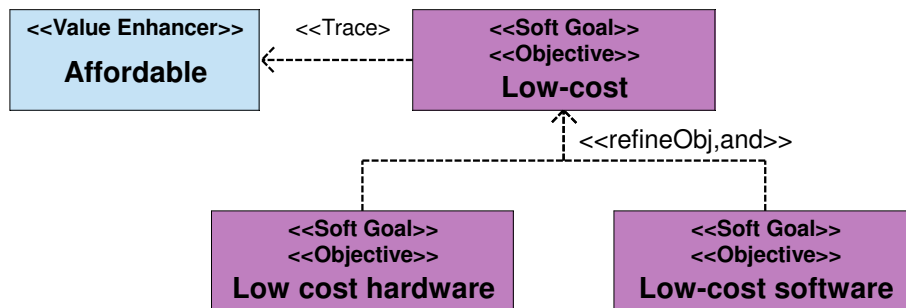 <<Value Enhancer>>
Affordable
<<Trace>
<<Soft Goal>>
<<Objective>>
Low-cost
<<refineObj,and>>
<<Soft Goal>>
<<Objective>>
Low cost hardware
<<Soft Goal>>
<<Objective>>
Low-cost software